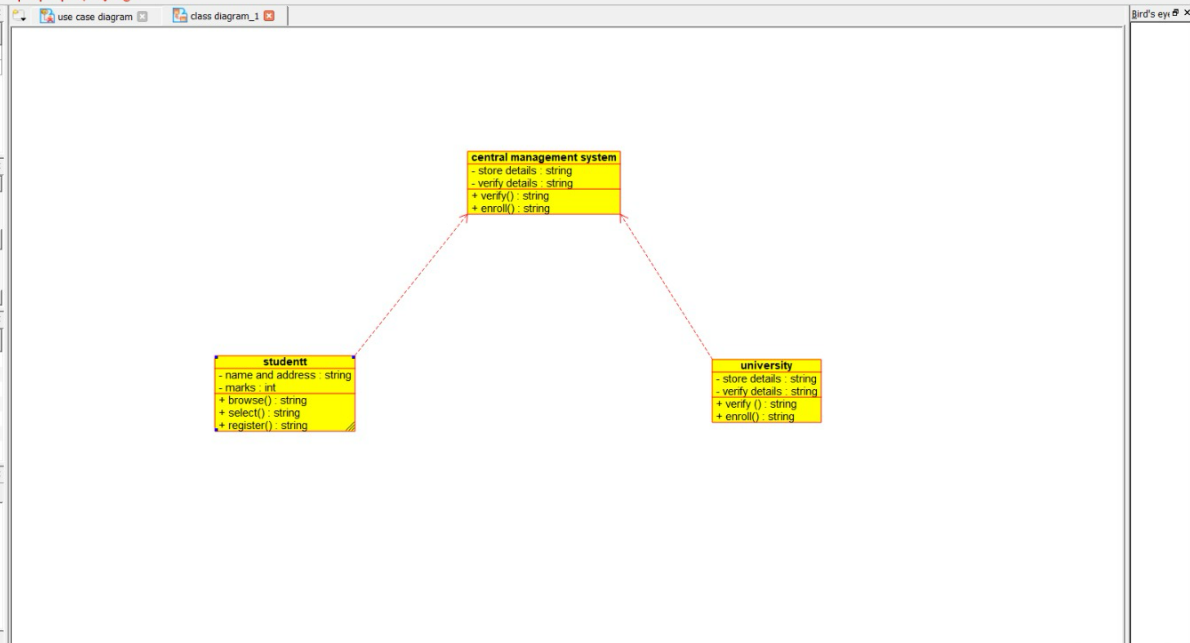 use case diagram
class diagram_1
Bird's eye
central management system
- store details : string
- verify details : string
+ verify() : string
+ enroll() : string
studentt
- name and address : string
- marks : int
+ browse() : string
+ select() : string
+ register() : string
university
- store details : string
- verify details : string
+ verify () : string
+ enroll() : string